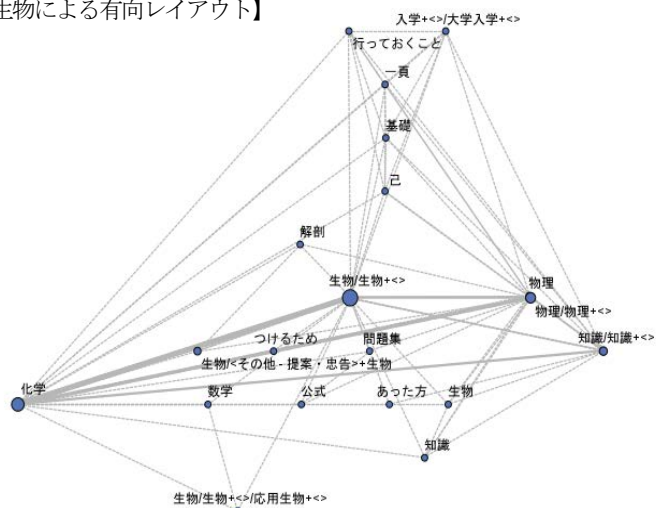 生物による有向レイアウト】
入学+<>/大学入学+<>
行っておくこと
一頁
基礎
己
解剖
生物/生物+<>
物理
物理/物理+<>
つけるため
問題集
知識/知識+<>
生物/<その他 - 提案・忠告>+生物
化学
数学
公式
あった方
生物
知識
生物/生物+<>/応用生物+<>